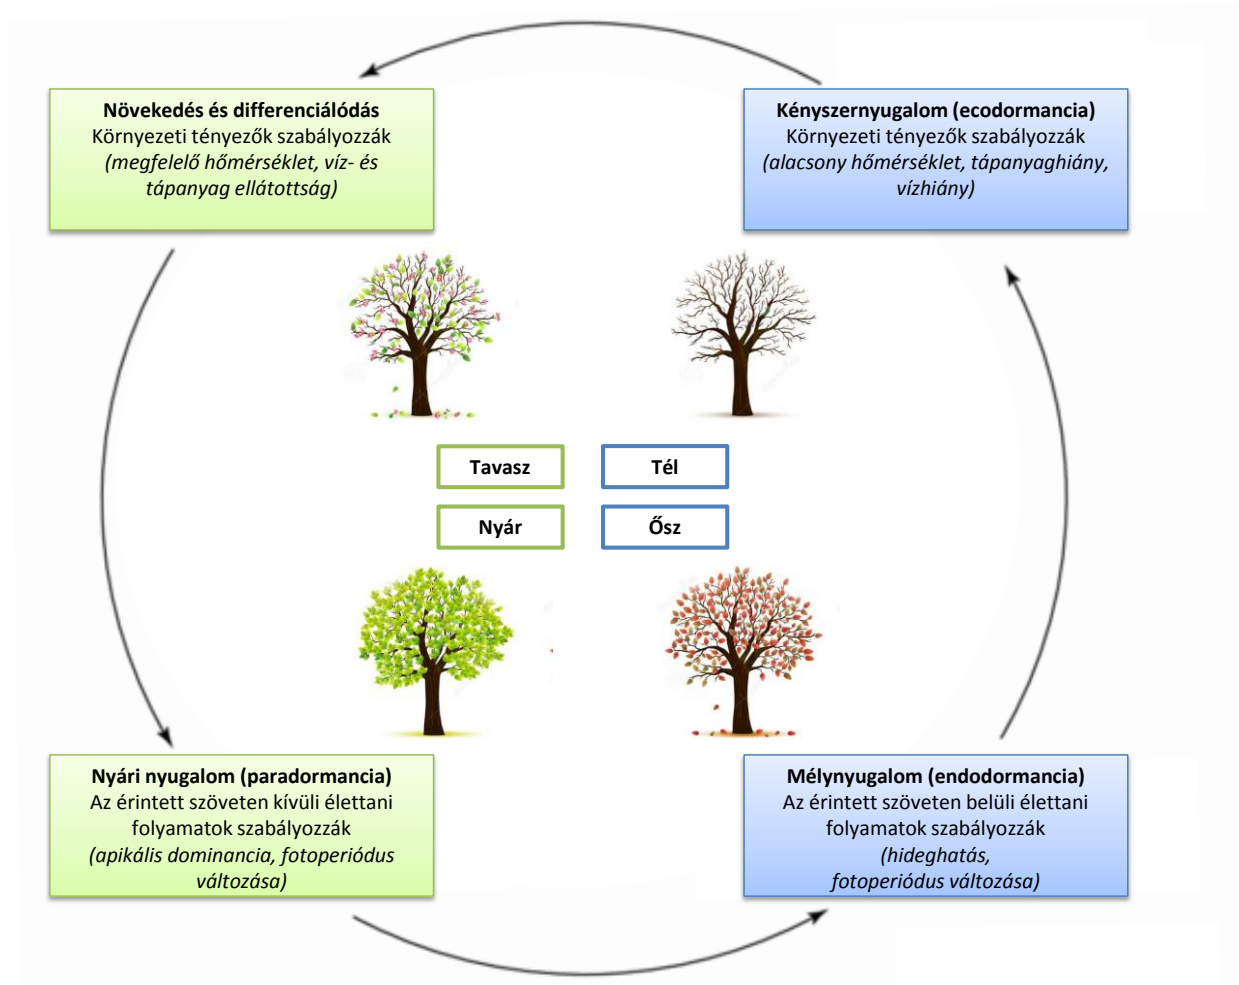 Növekedés és differenciálódás
Környezeti tényezők szabályozzák
(megfelelő hőmérséklet, víz- és
tápanyag ellátottság)
Kényszernyugalom (ecodormancia)
Környezeti tényezők szabályozzák
(alacsony hőmérséklet, tápanyaghiány,
vízhiány)
Tavasz
Tél
Nyár
Ősz
Nyári nyugalom (paradormancia)
Az érintett szöveten kívüli élettani
folyamatok szabályozzák
(apikális dominancia, fotoperiódus
változása)
Mélynyugalom (endodormancia)
Az érintett szöveten belüli élettani
folyamatok szabályozzák
(hideghatás,
fotoperiódus változása)